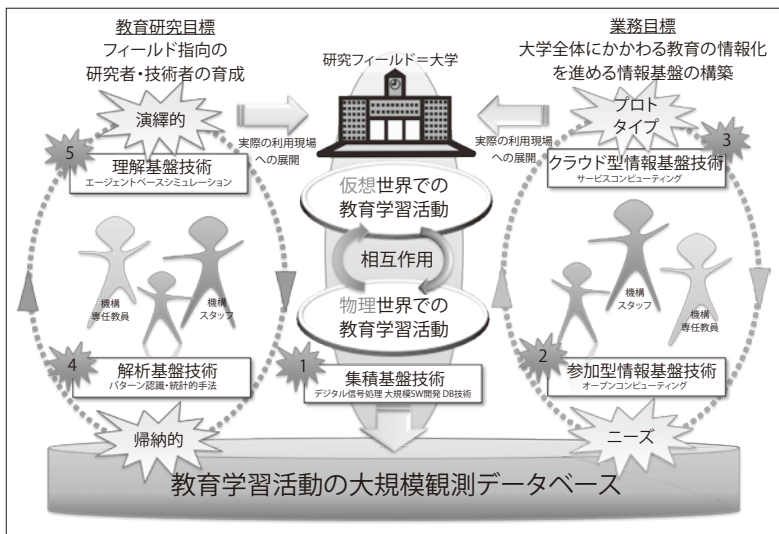 教育研究目標
フィールド指向の
研究者・技術者の育成
演繹的
実際の利用現場
への展開
5
理解基盤技術
エージェントベースシミュレーション
機構
専任教員
機構
スタッフ
4
解析基盤技術
パターン認識・統計的手法
帰納的
研究フィールド＝大学
仮想世界での
教育学習活動
相互作用
物理世界での
教育学習活動
1
集積基盤技術
デジタル信号処理 大規模SW開発 DB技術
業務目標
大学全体にかかわる教育の情報化
を進める情報基盤の構築
プロト
タイプ
実際の利用現場
への展開
3
クラウド型情報基盤技術
サービスコンピューティング
機構
スタッフ
機構
専任教員
2
参加型情報基盤技術
オープンコンピューティング
ニーズ
教育学習活動の大規模観測データベース